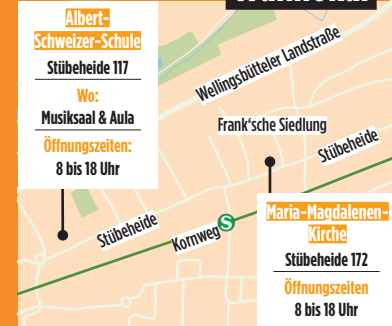 Albert-
Schweizer-Schule
Stübeheide 117
Wo:
Musiksaal & Aula
Öffnungszeiten:
8 bis 18 Uhr
Wellingsbütteler Landstraße
Frank‘sche Siedlung
Stübeheide
Stübeheide
Kornweg
S
Maria-Magdalenen-
Kirche
Stübeheide 172
Öffnungszeiten
8 bis 18 Uhr